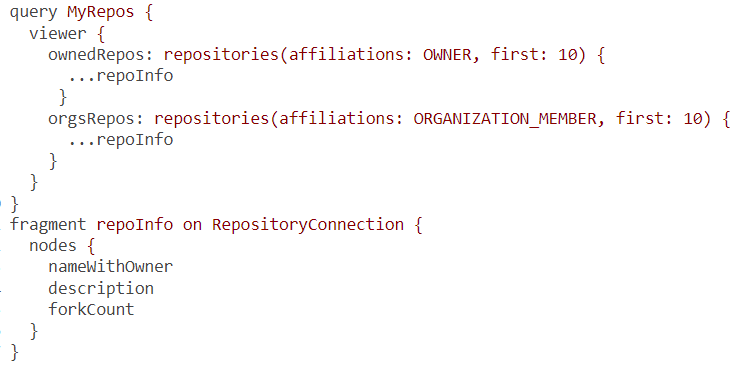 query MyRepos {
  viewer {
    ownedRepos: repositories(affiliations: OWNER, first: 10) {
      ...repoInfo
     }
    orgsRepos: repositories(affiliations: ORGANIZATION_MEMBER, first: 10) {
      ...repoInfo
    }
  }
}
fragment repoInfo on RepositoryConnection {
  nodes {
    nameWithOwner
    description
    forkCount
  }
}